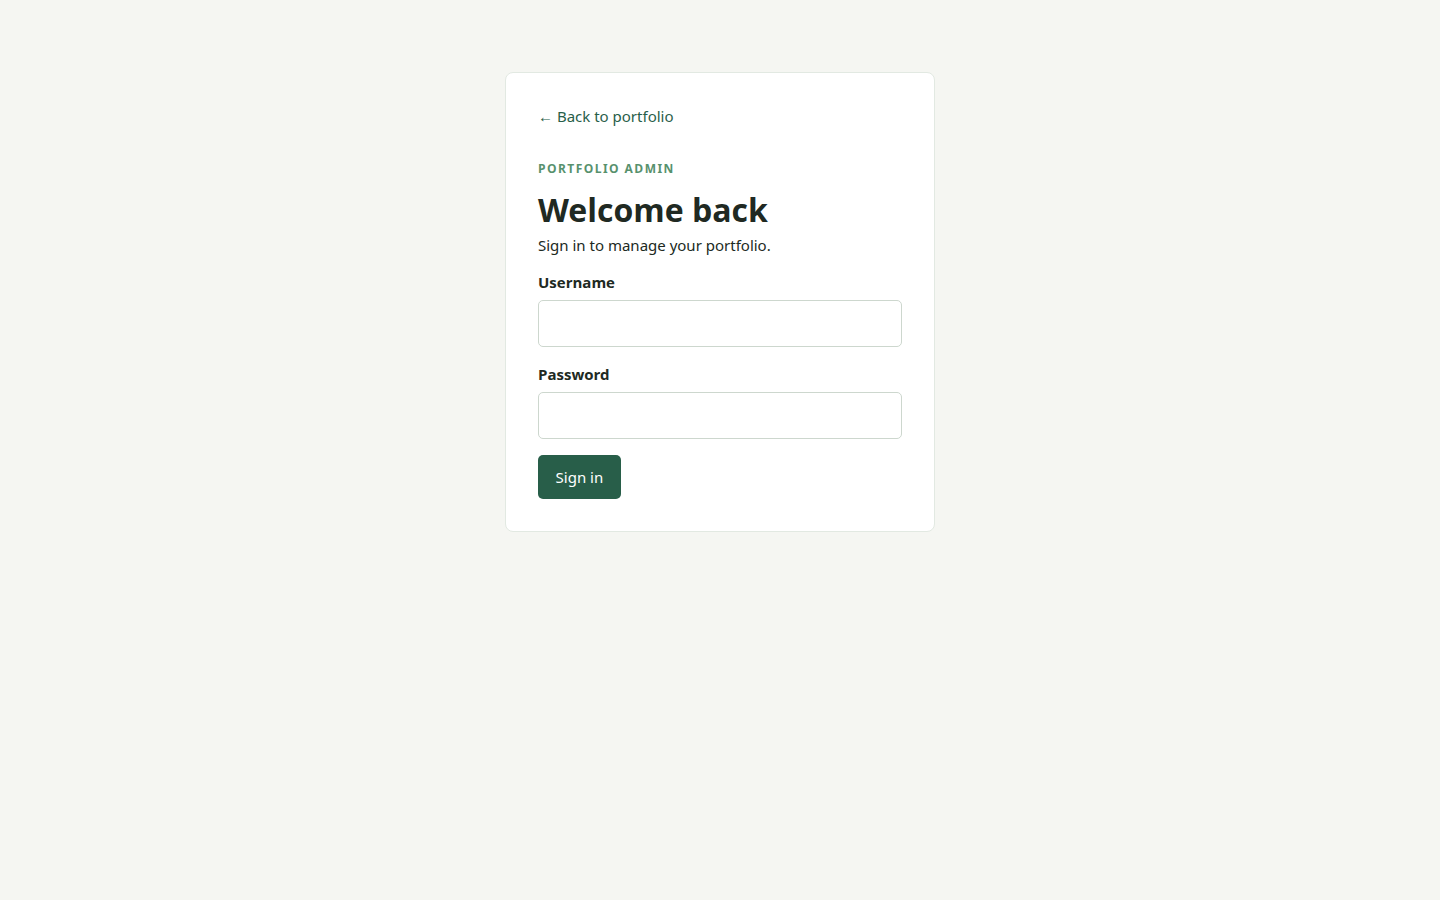 ← Back to portfolio
PORTFOLIO ADMIN
Welcome back
Sign in to manage your portfolio.
Username
Password
Sign in